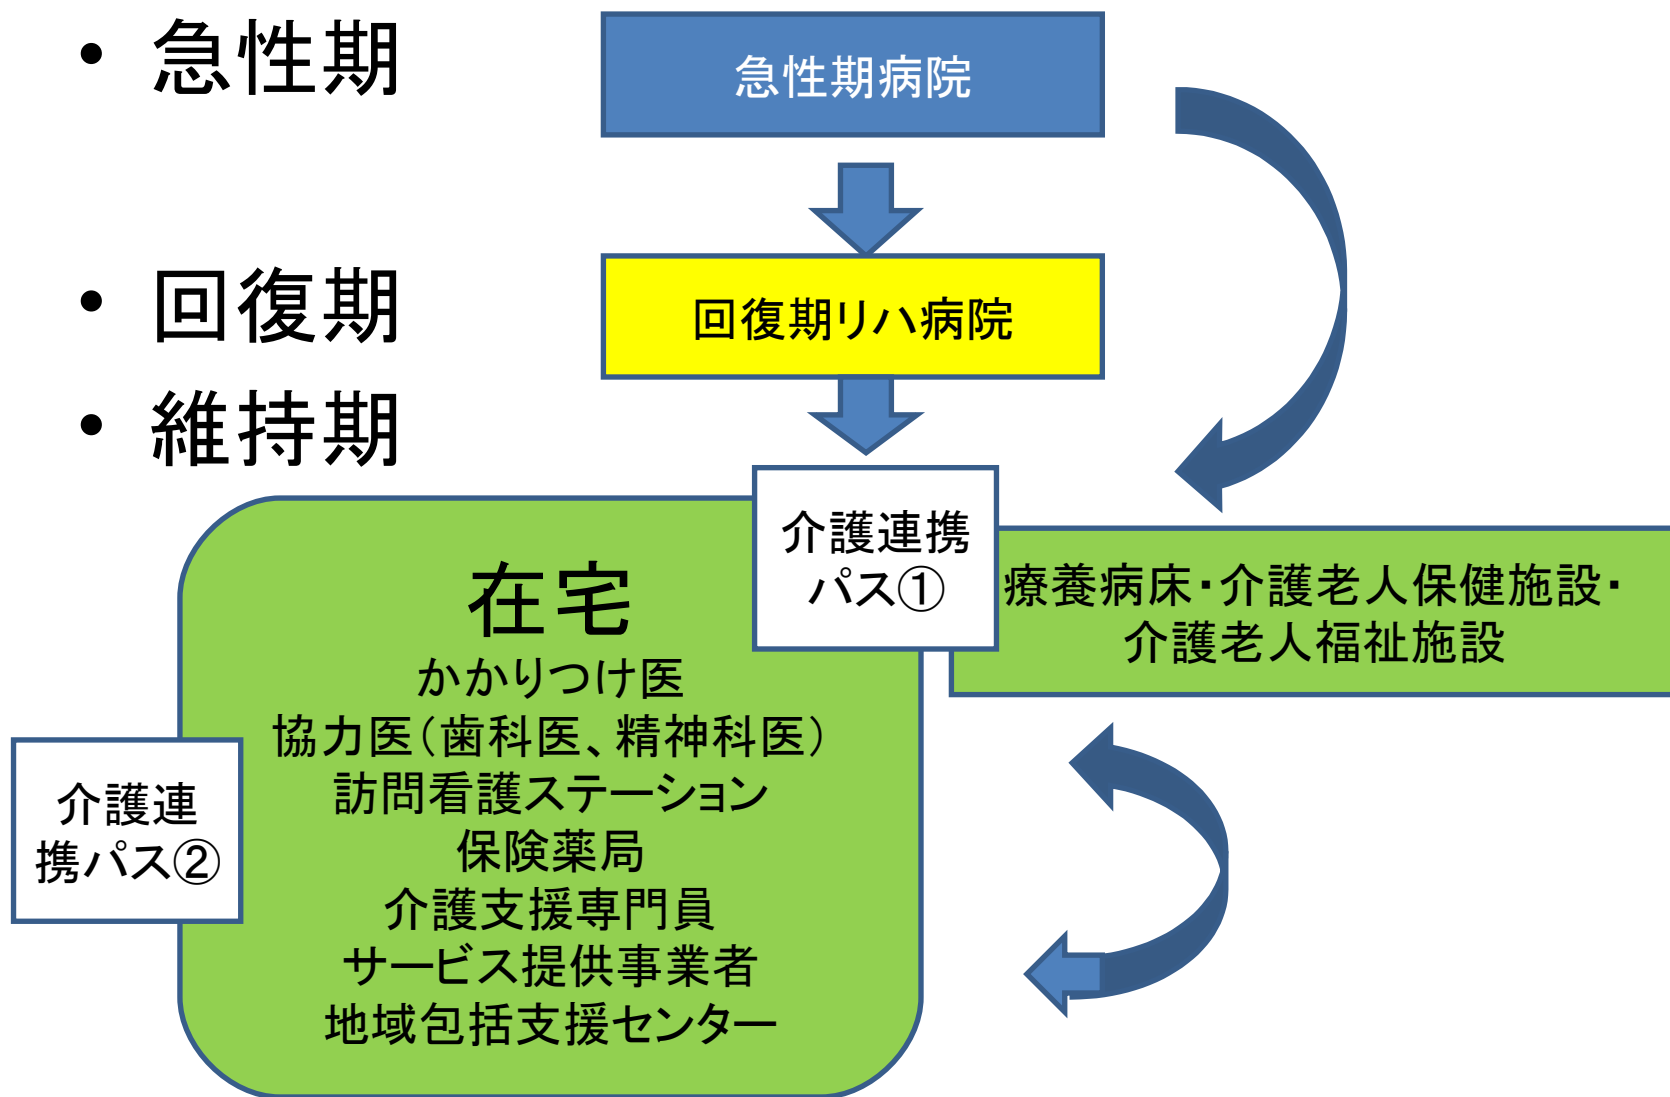 • 急性期
急性期病院
• 回復期
回復期リハ病院
• 維持期
介護連携
パス①
療養病床・介護老人保健施設・
介護老人福祉施設
在宅
かかりつけ医
協力医（歯科医、精神科医）
訪問看護ステーション
保険薬局
介護支援専門員
サービス提供事業者
地域包括支援センター
介護連
携パス②